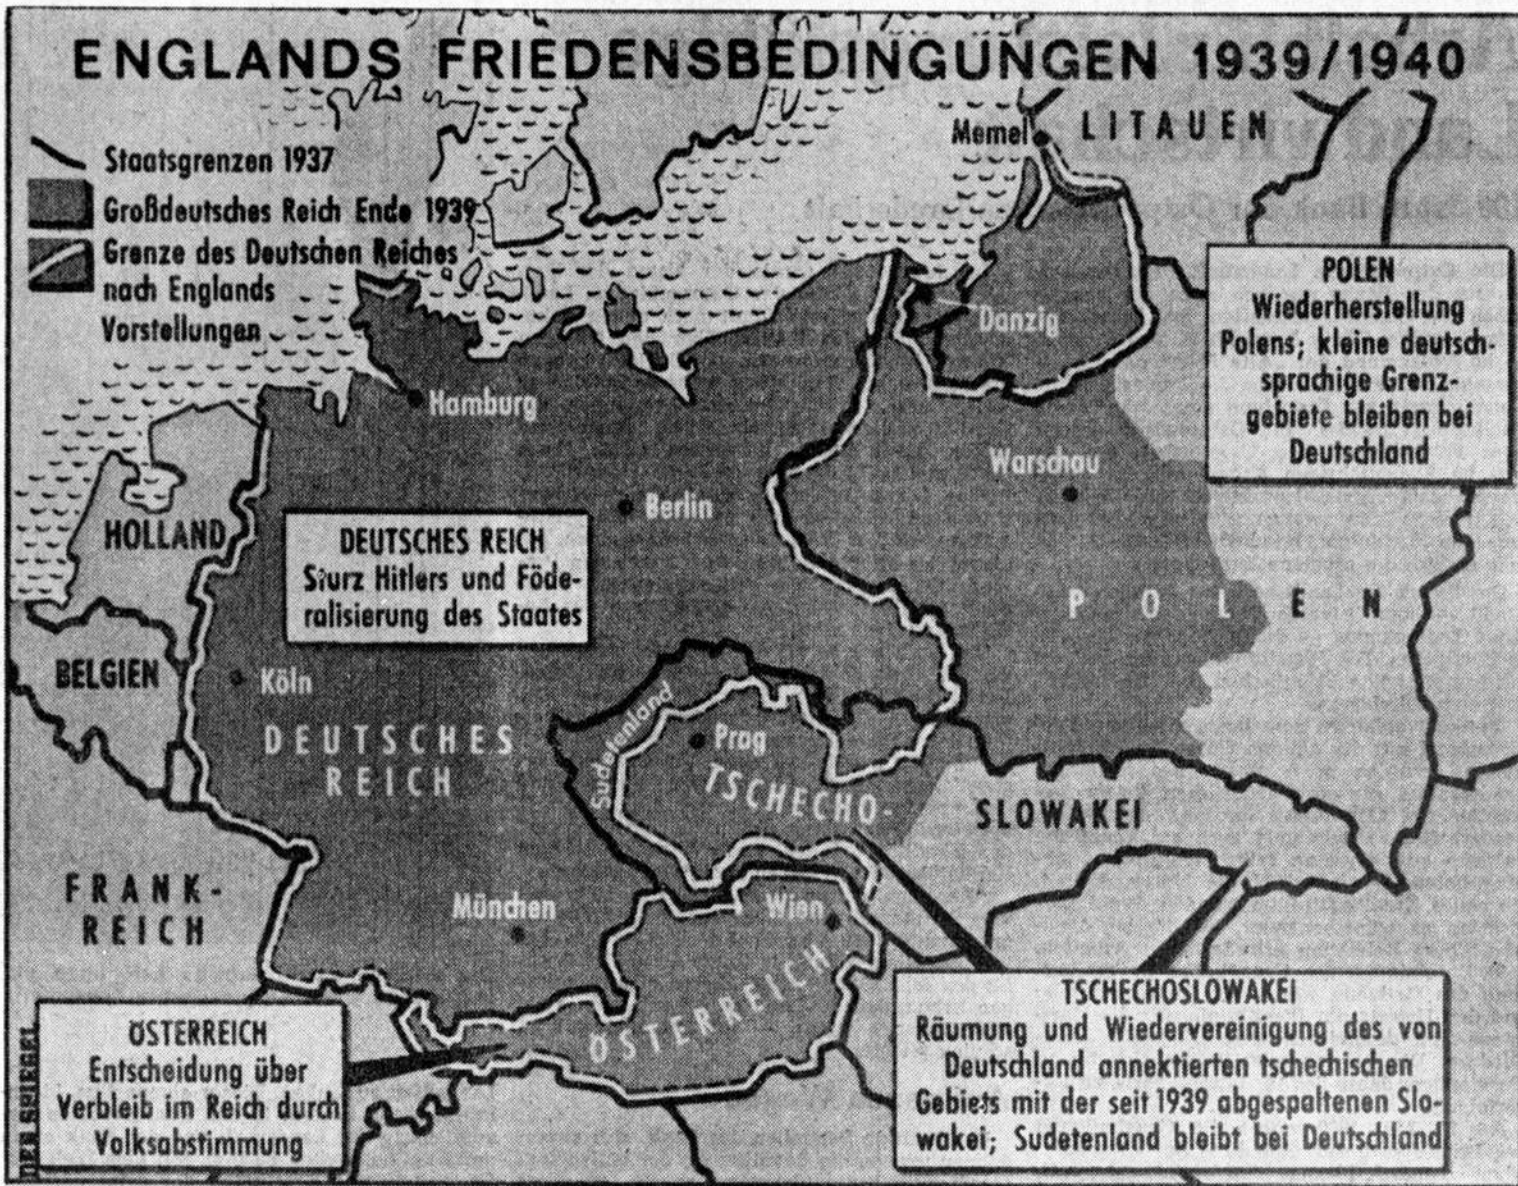 ENGLANDS FRIEDENSBEDINGUNGEN 1939/1940
Staatsgrenzen 1937
Großdeutsches Reich Ende 1939
Grenze des Deutschen Reiches
nach Englands
Vorstellungen
Memel
LITAUEN
Danzig
POLEN
Wiederherstellung
Polens; kleine deutsch-
sprachige Grenz-
gebiete bleiben bei
Deutschland
Hamburg
Warschau
Berlin
HOLLAND
DEUTSCHES REICH
Sturz Hitlers und Föde-
ralisierung des Staates
POLEN
BELGIEN
Köln
Sudetenland
Prag
DEUTSCHES
REICH
TSCHECHO-
SLOWAKEI
FRANK-
REICH
München
Wien
ÖSTERREICH
ÖSTERREICH
Entscheidung über
Verbleib im Reich durch
Volksabstimmung
TSCHECHOSLOWAKEI
Räumung und Wiedervereinigung des von
Deutschland annektierten tschechischen
Gebiets mit der seit 1939 abgespaltenen Slo-
wakei; Sudetenland bleibt bei Deutschland
DER SPIEGEL